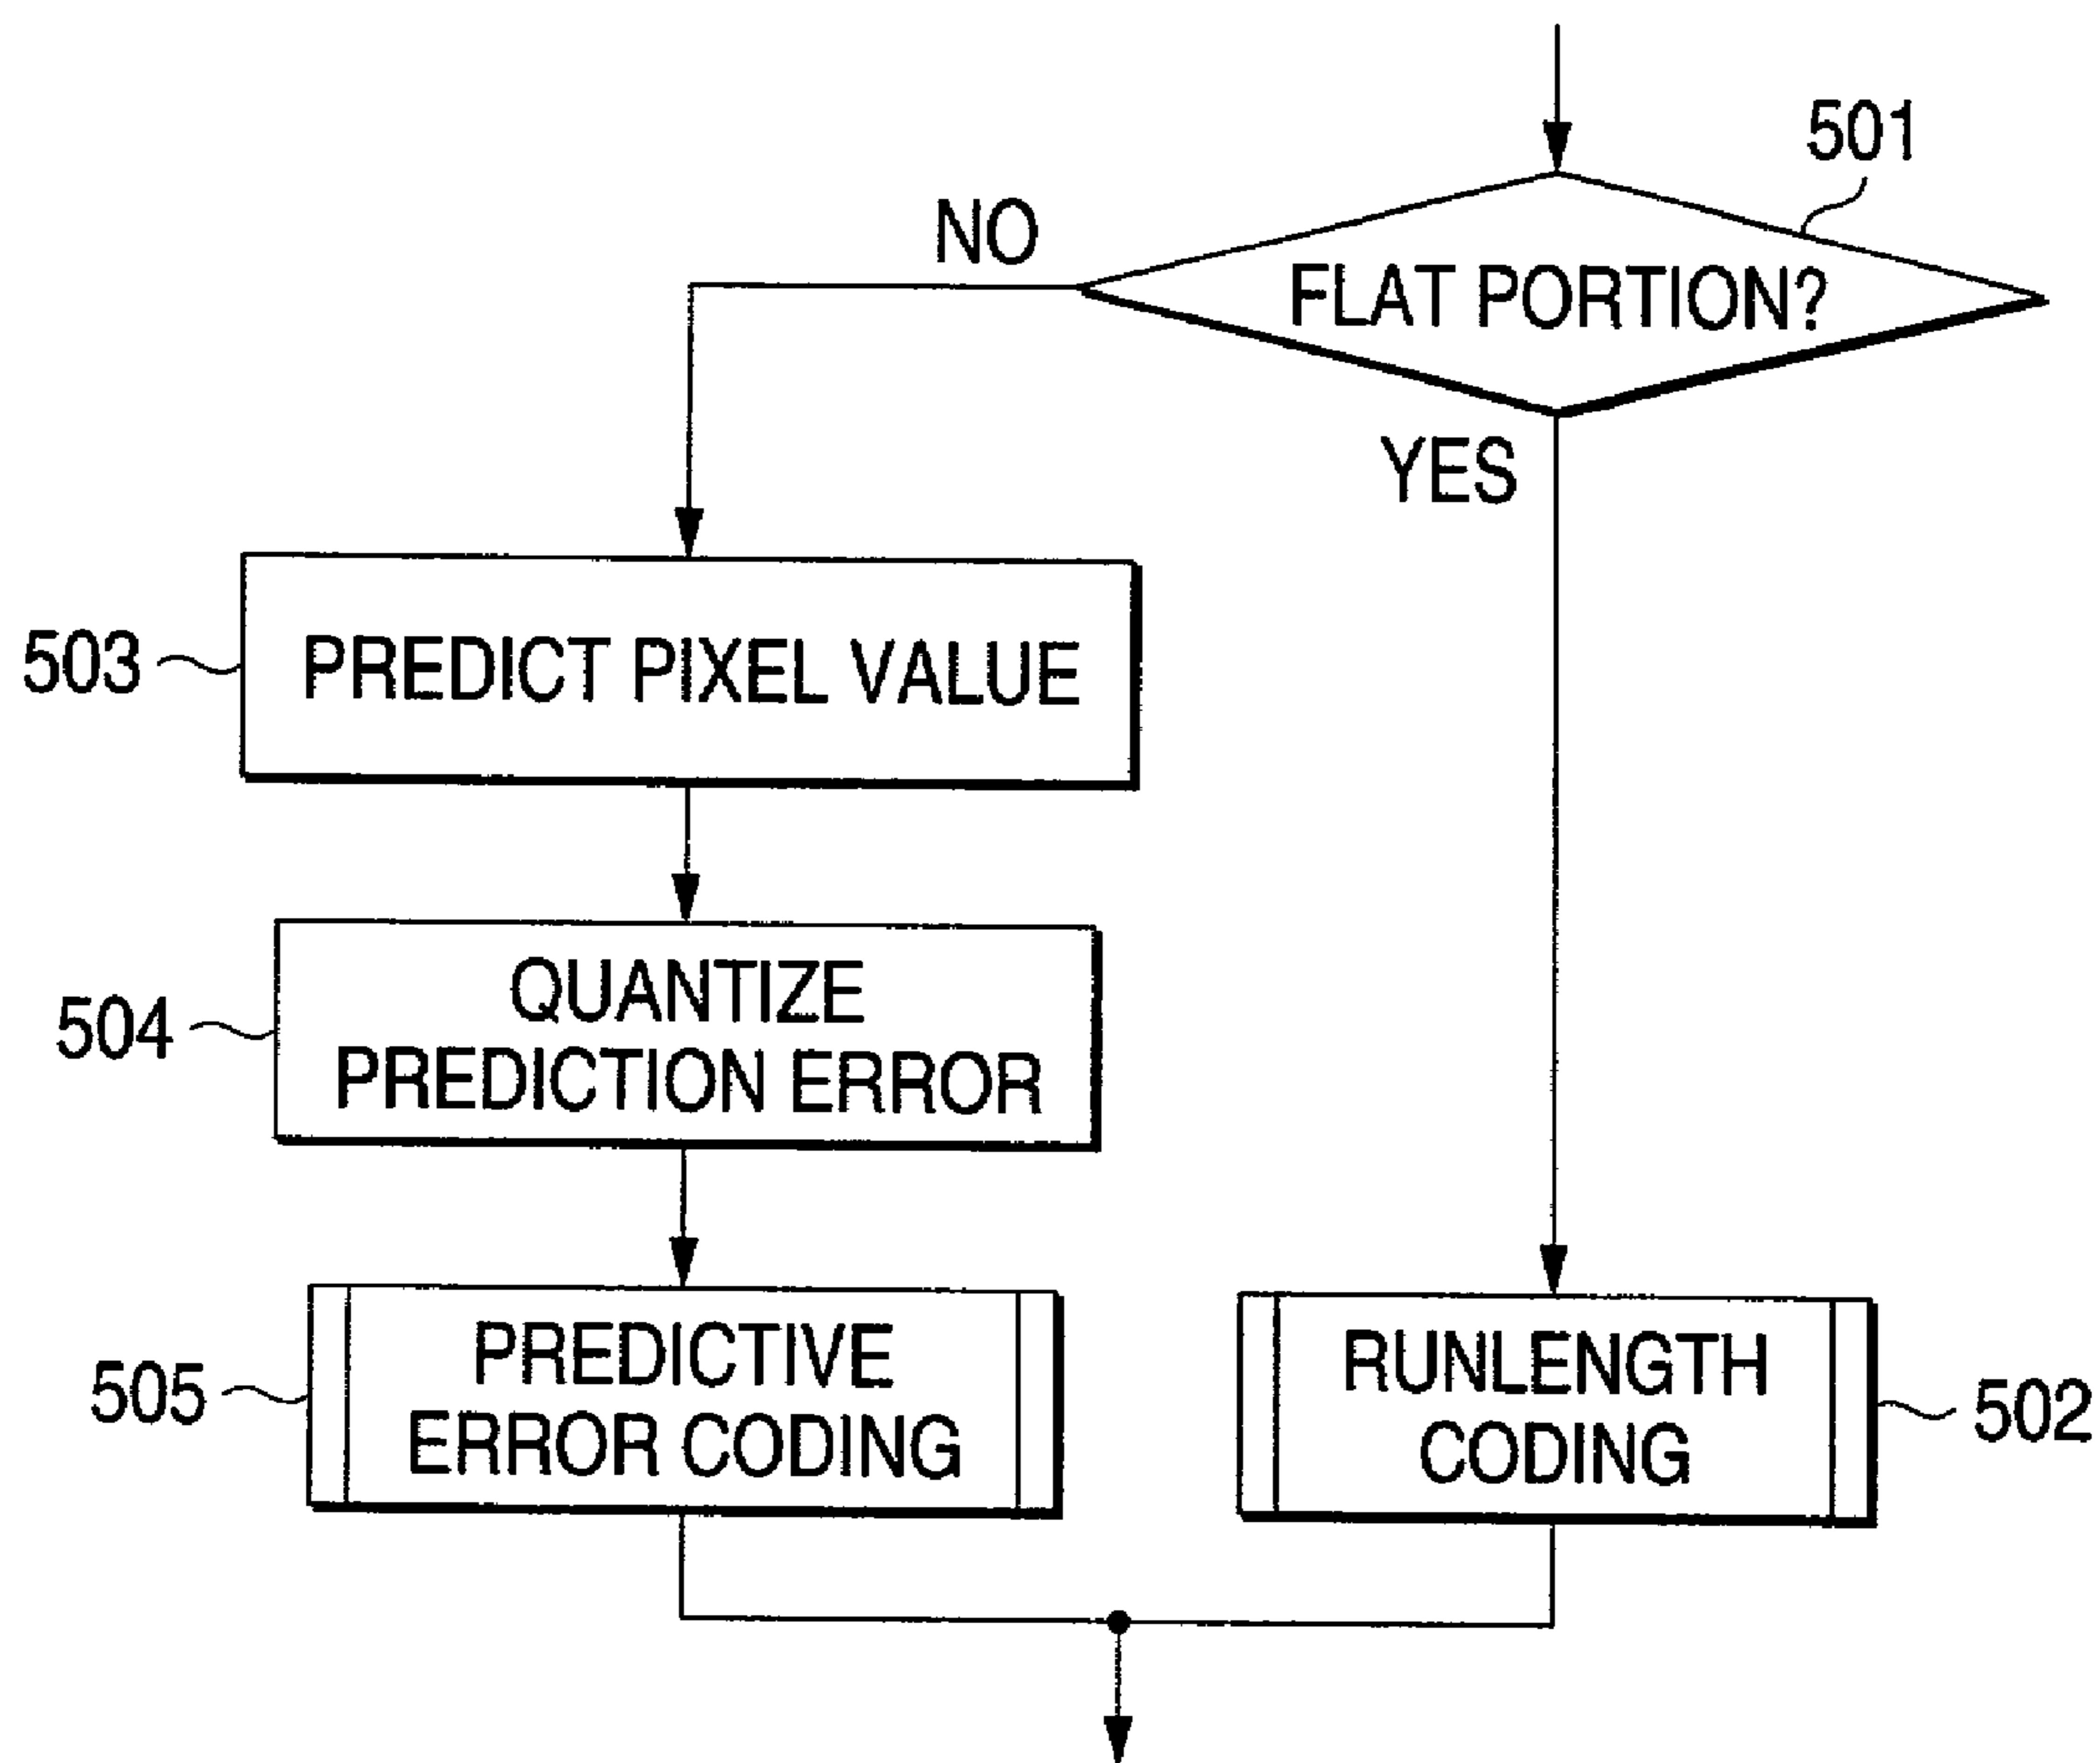 501
NO
FLAT PORTION?
YES
503
PREDICT PIXEL VALUE
504
QUANTIZE
PREDICTION ERROR
505
PREDICTIVE
ERROR CODING
RUNLENGTH
CODING
502